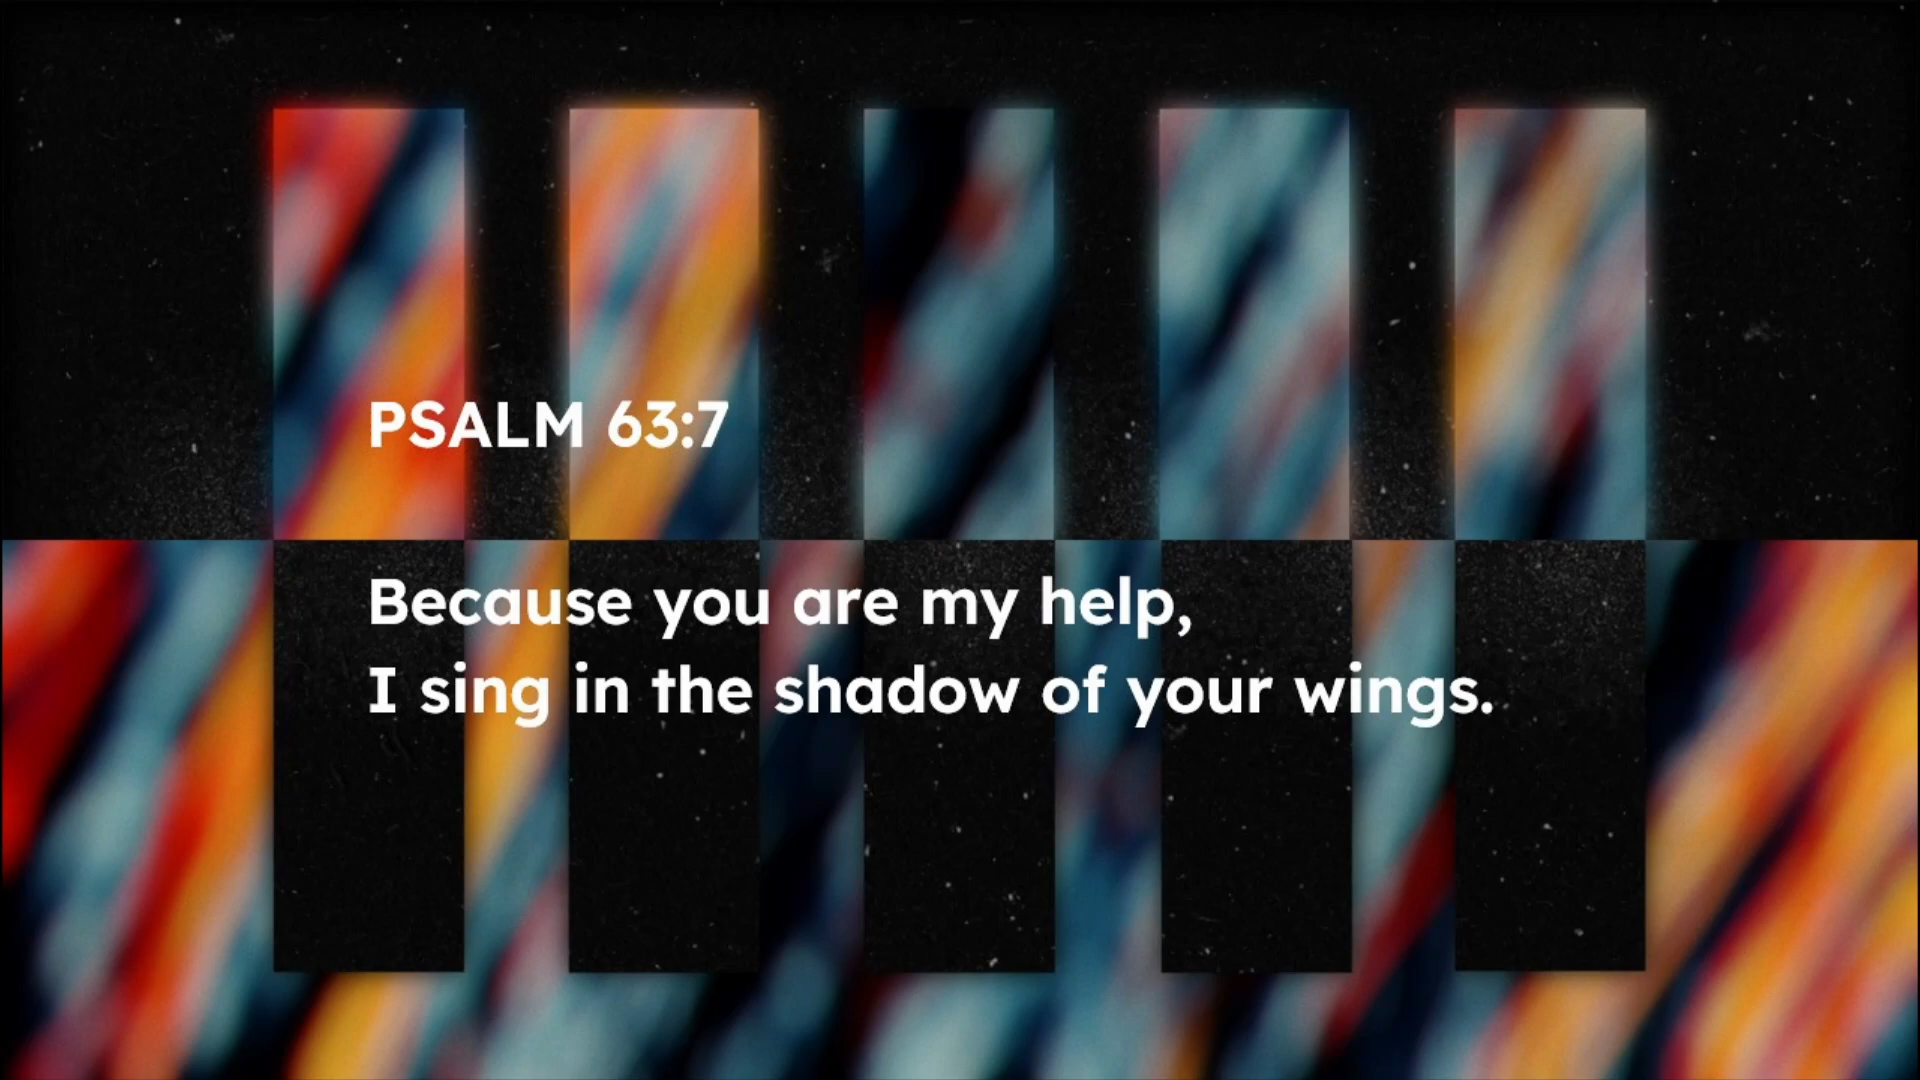 PSALM 63:7
Because you are my help,
I sing in the shadow of your wings.